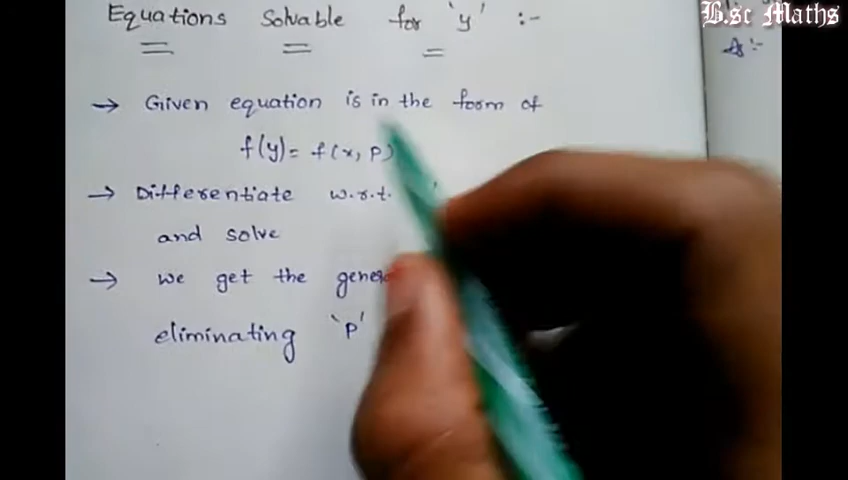 B.sc Maths
Equations Solvable for 'y' :-
→ Given equation is in the form of
f(y) = f(x, p)
→ Differentiate w.r.t. '
and solve
→ we get the
eliminating 'p'